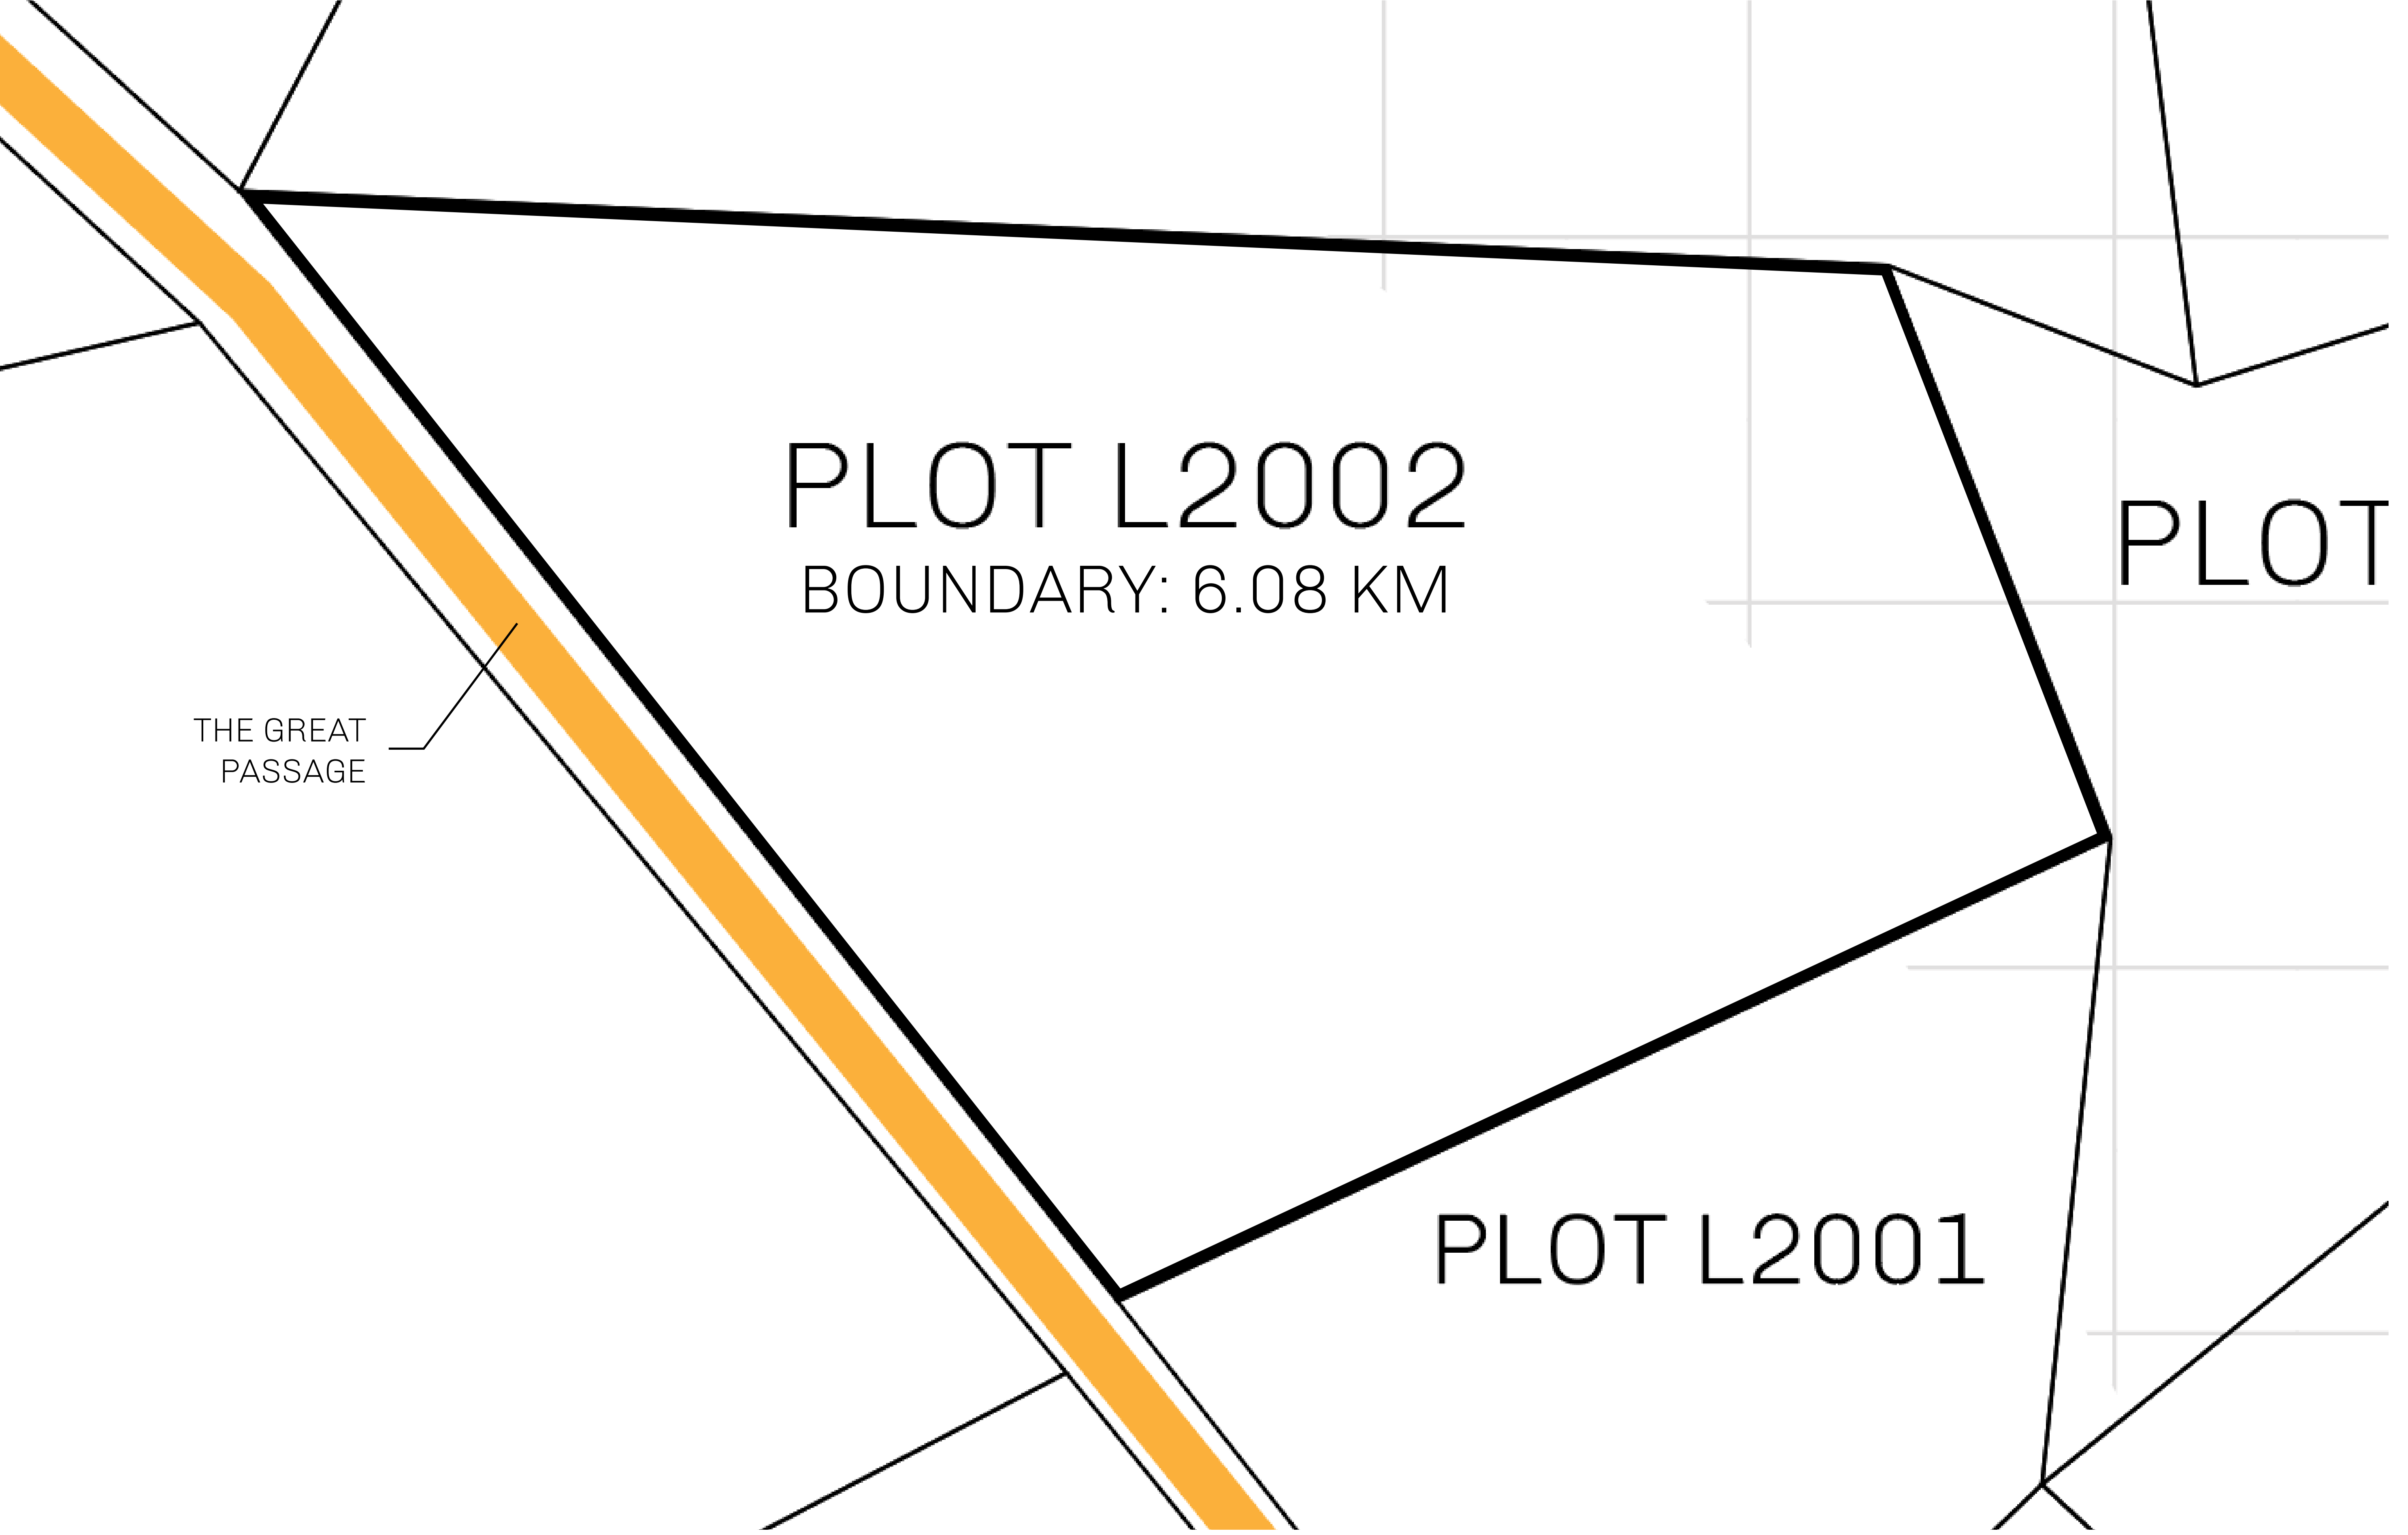 PLOT L2002
BOUNDARY: 6.08 KM
PLOT
THE GREAT
PASSAGE
PLOT L2001